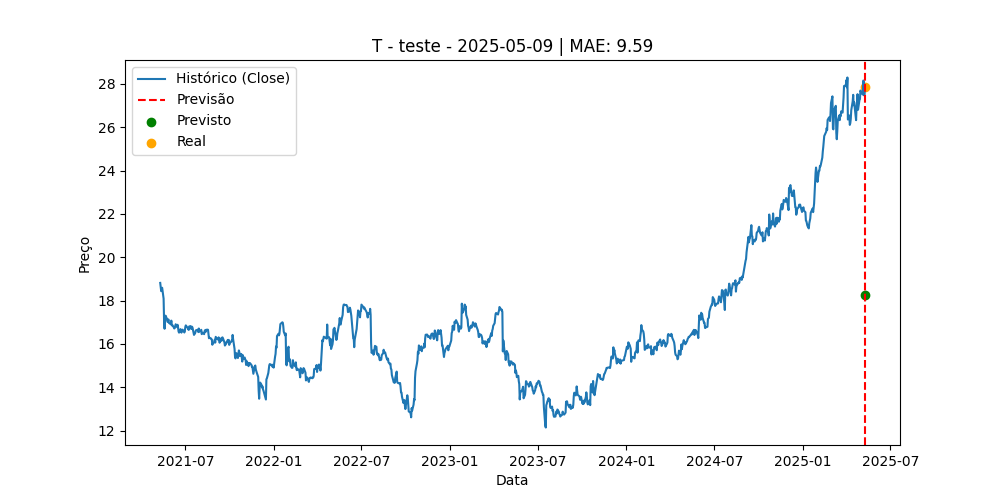 T - teste - 2025-05-09 | MAE: 9.59
Histórico (Close)
Previsão
Previsto
Real
Preço
28
26
24
22
20
18
16
14
12
2021-07
2022-01
2022-07
2023-01
2023-07
2024-01
2024-07
2025-01
2025-07
Data